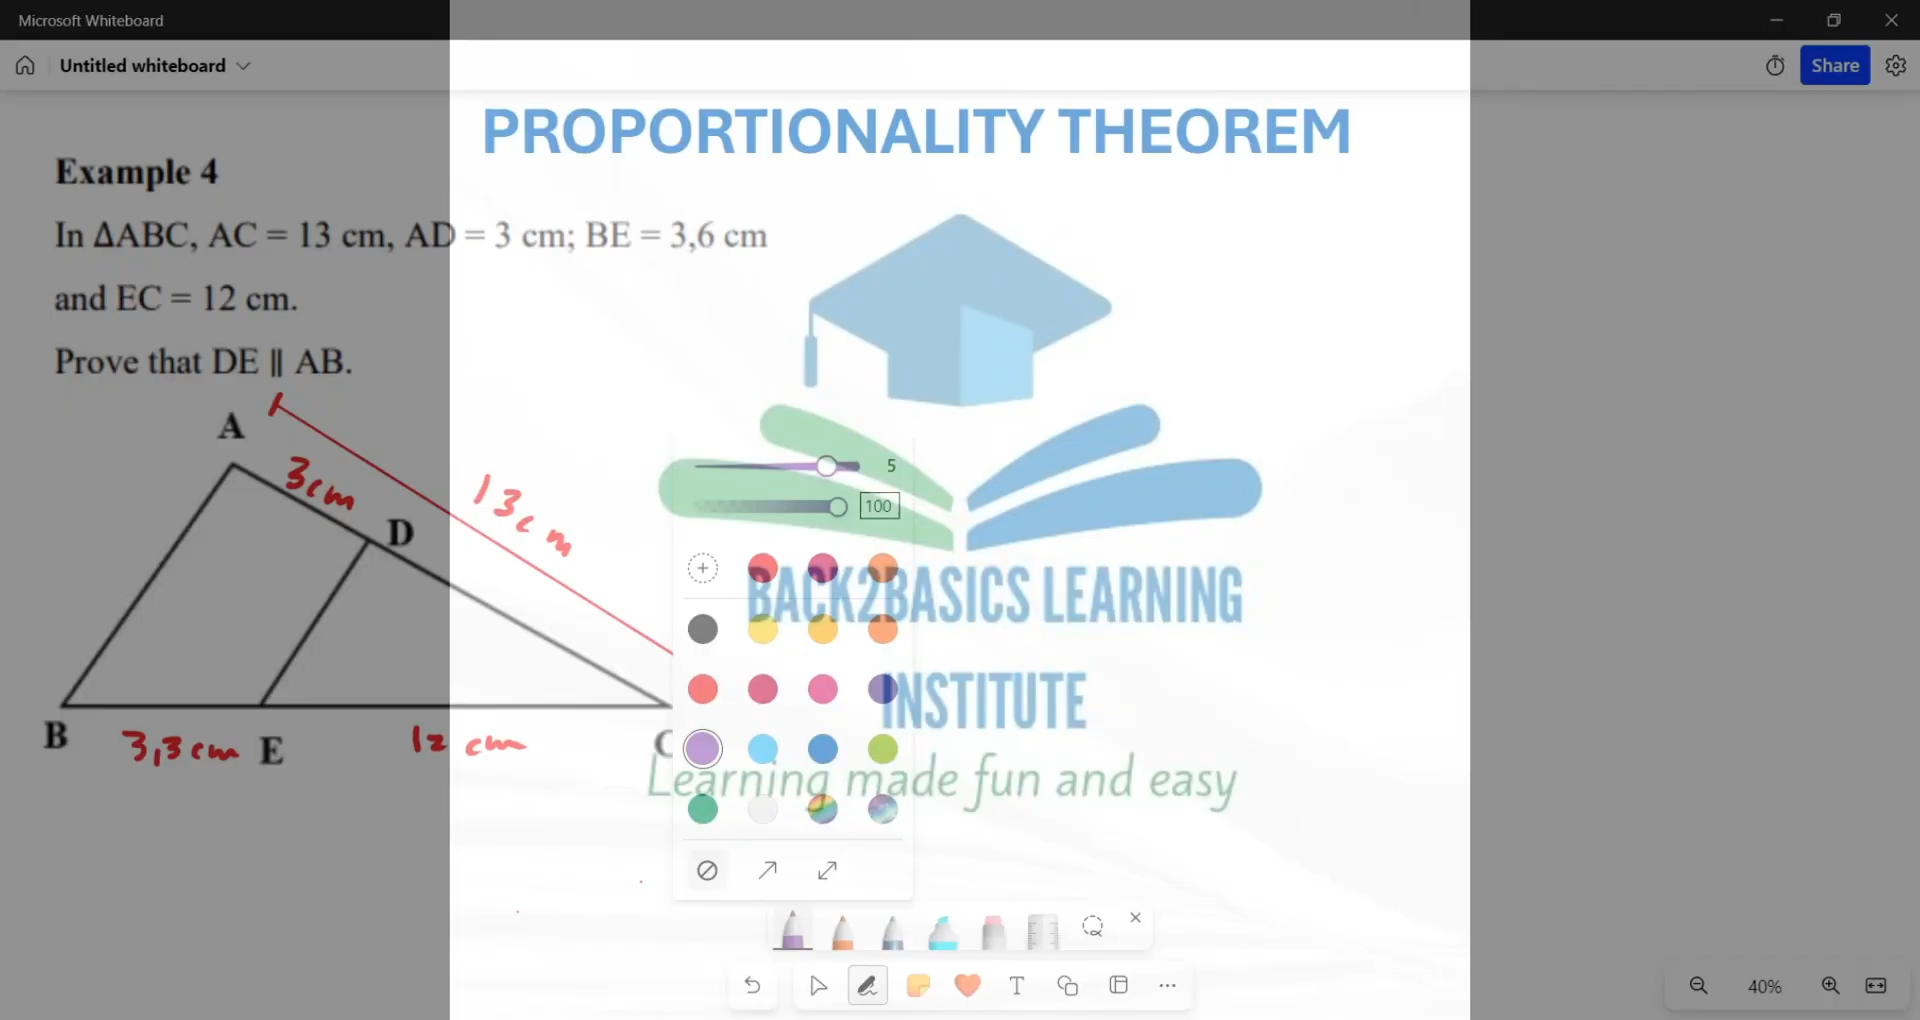 Microsoft Whiteboard
Untitled whiteboard
Share
PROPORTIONALITY THEOREM
Example 4
In ΔABC, AC = 13 cm, AD = 3 cm; BE = 3,6 cm
and EC = 12 cm.
Prove that DE ∥ AB.
A
3cm
13cm
D
5
100
BACK2BASICS LEARNING
INSTITUTE
B
3,3cm
E
12 cm
C
Learning made fun and easy
40%